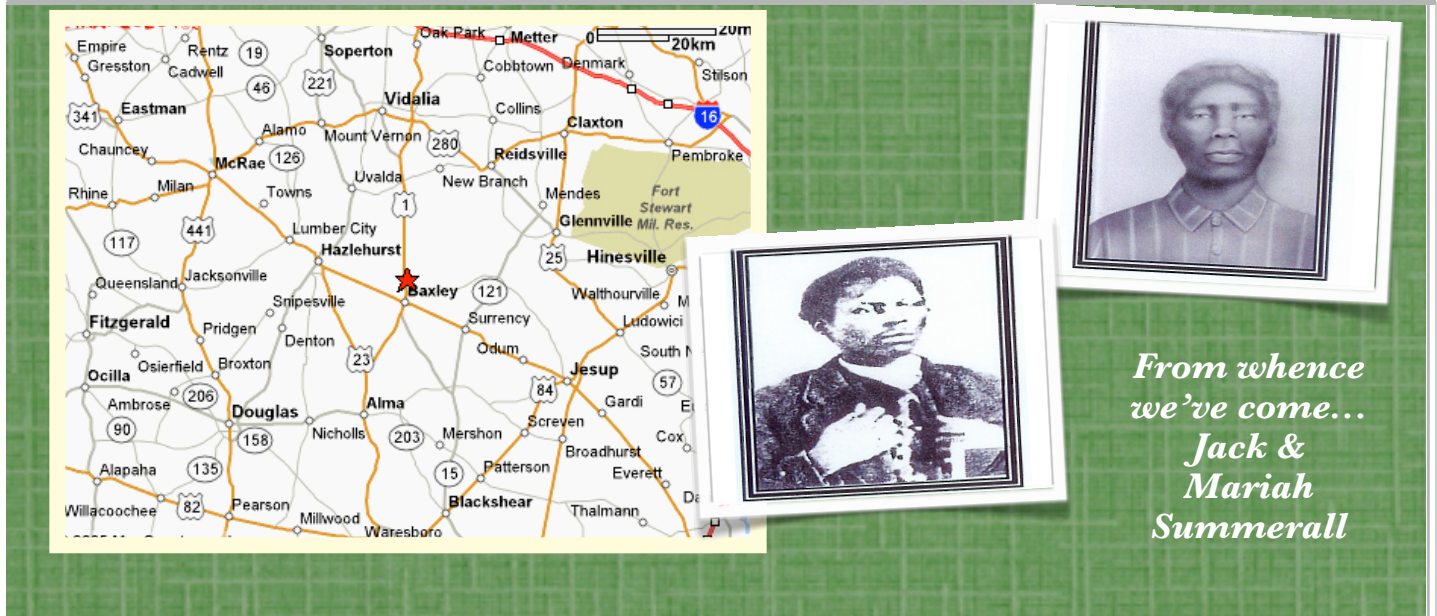 Oak Park
Metter
0
20m
20km
Empire
Rentz
19
Soperton
Gresston
Cadwell
Cobbtown
Denmark
Stilson
46
221
341
Eastman
Vidalia
Collins
16
Alamo
Mount Vernon
Claxton
280
Chauncey
126
McRae
Reidsville
Pembroke
Rhine
Milan
Towns
Uvalda
New Branch
Mendes
Fort
Stewart
Mil. Res.
1
441
Lumber City
Glennville
117
Hazlehurst
25
Hinesville
Queensland
Jacksonville
Baxley
121
Walthourville
M
Snipesville
Fitzgerald
Pridgen
Denton
Surrency
Ludowici
Osierfield
Broxton
23
Odum
South
Ocilla
Jesup
206
84
57
Ambrose
Douglas
Alma
Gardi
90
158
Nicholls
203
Mershon
Screven
Cox
Broadhurst
Alapaha
135
15
Patterson
Everett
Willacoochee
82
Pearson
Blackshear
Thalmann
Da
Millwood
Waresboro
From whence
we’ve come…
Jack &
Mariah
Summerall